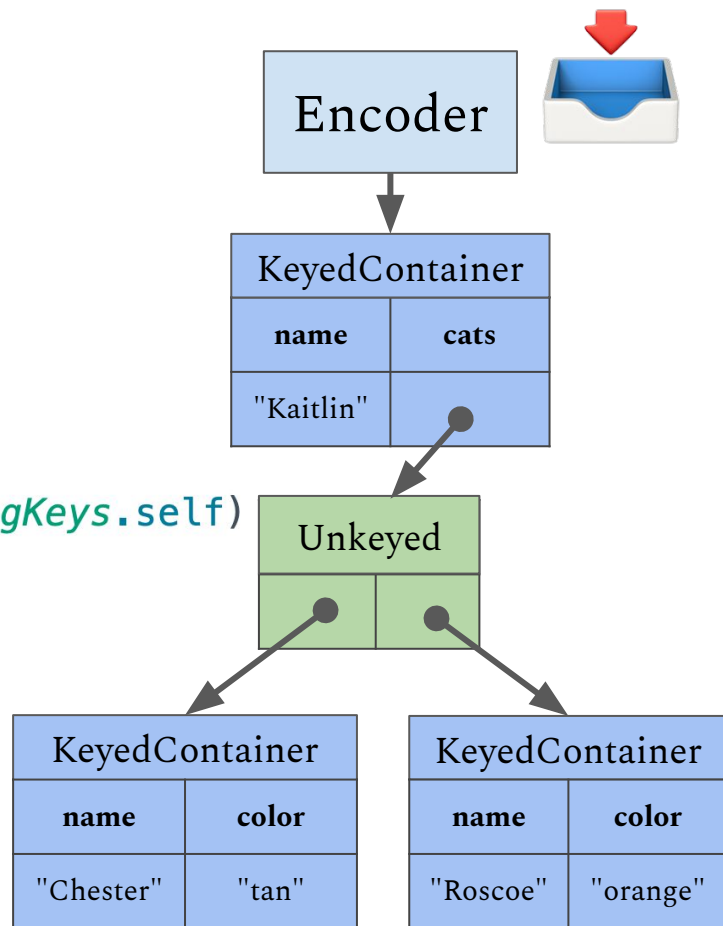 Encoder
KeyedContainer
name cats
"Kaitlin"
gKeys.self)
Unkeyed
KeyedContainer KeyedContainer
name color name color
"Chester" "tan" "Roscoe" "orange"